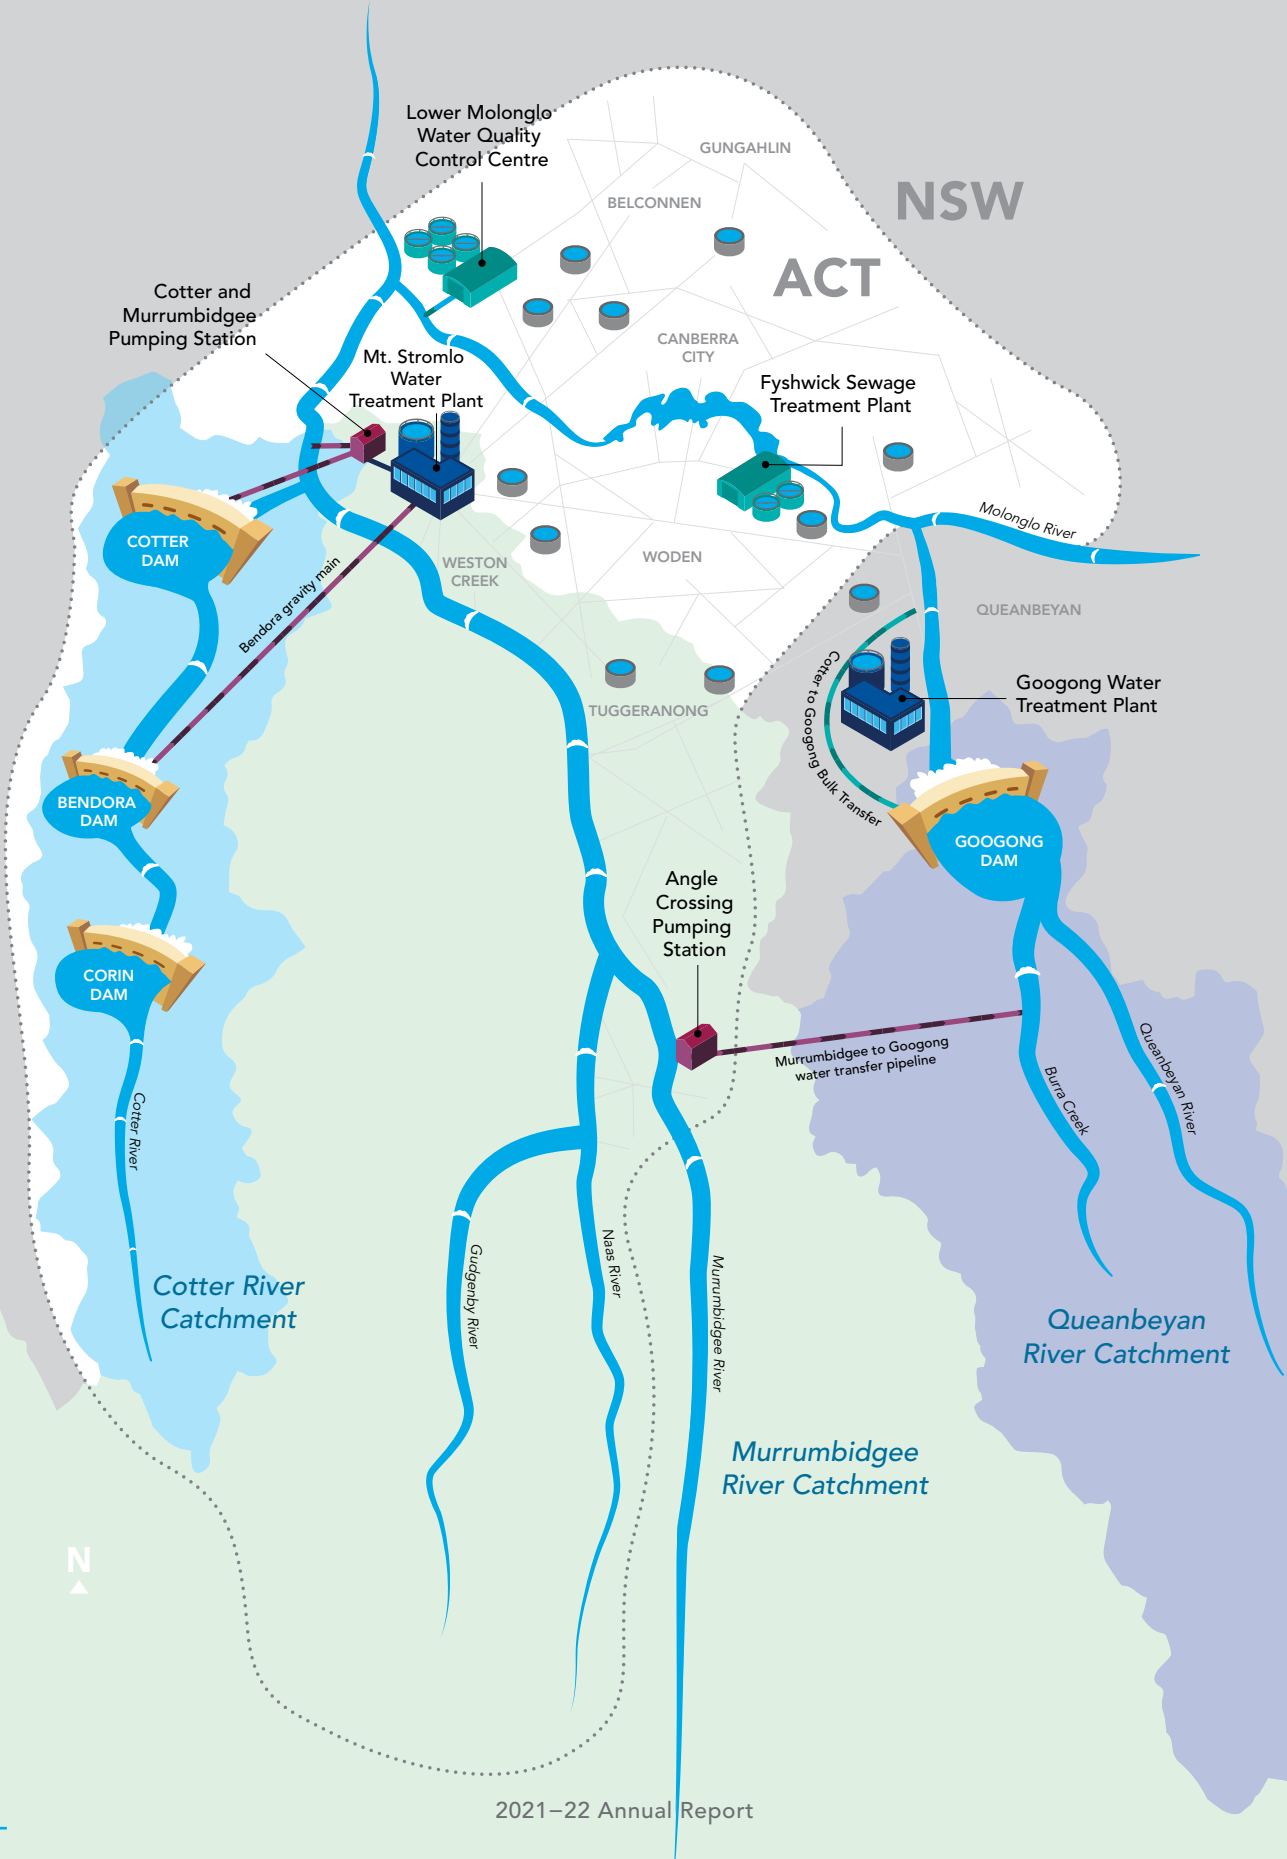 Lower Molonglo
Water Quality
Control Centre
GUNGAHLIN
BELCONNEN
NSW
ACT
Cotter and
Murrumbidgee
Pumping Station
CANBERRA
CITY
Mt. Stromlo
Water
Treatment Plant
Fyshwick Sewage
Treatment Plant
Molonglo River
COTTER
DAM
WESTON
CREEK
WODEN
Bendora gravity main
QUEANBEYAN
Cotter to Googong Bulk Transfer
Googong Water
Treatment Plant
TUGGERANONG
BENDORA
DAM
GOOGONG
DAM
Angle
Crossing
Pumping
Station
CORIN
DAM
Murrumbidgee to Googong
water transfer pipeline
Queanbeyan River
Burra Creek
Cotter River
Gudgenby River
Naas River
Murrumbidgee River
Cotter River
Catchment
Queanbeyan
River Catchment
Murrumbidgee
River Catchment
N
2021–22 Annual Report